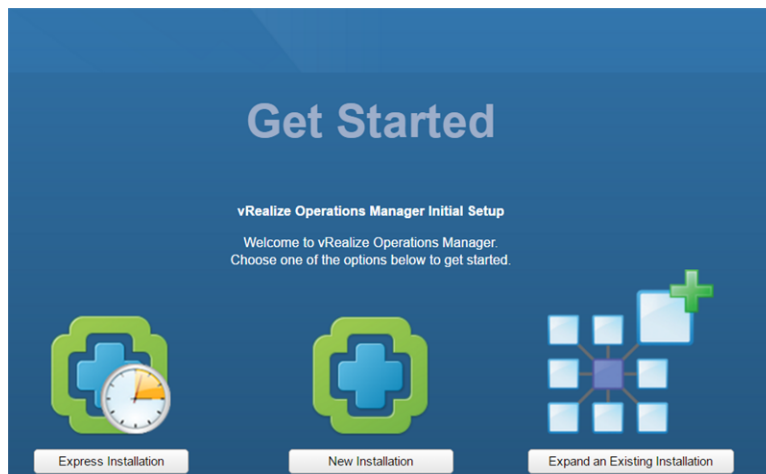 Get Started
vRealize Operations Manager Initial Setup
Welcome to vRealize Operations Manager.
Choose one of the options below to get started.
Express Installation
New Installation
Expand an Existing Installation